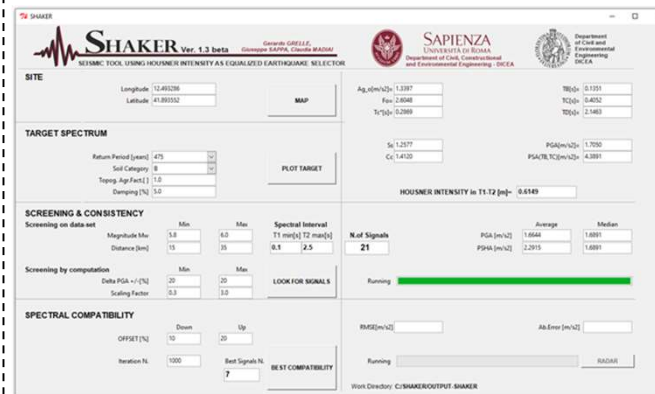 SHAKER
SHAKER Ver. 1.3 beta
Gerardo GRELLE,
Giuseppe SAPPA, Claudia MADIAI
SEISMIC TOOL USING HOUSNER INTENSITY AS EQUALIZED EARTHQUAKE SELECTOR
SAPIENZA
UNIVERSITÀ DI ROMA
Department of Civil, Constructional
and Environmental Engineering - DICEA
Department
of Civil and
Environmental
Engineering
DICEA
SITE
Longitude 12.493286
Latitude 41.893552
MAP
Ag_o[m/s2]= 1.3397
Fo= 2.6048
Tc*[s]= 0.2869
TB[s]= 0.1351
TC[s]= 0.4052
TD[s]= 2.1463
TARGET SPECTRUM
Return Period [years] 475
Soil Category B
Topog. Agr.Fact.[ ] 1.0
Damping [%] 5.0
PLOT TARGET
Ss 1.2577
Cc 1.4120
PGA[m/s2]= 1.7050
PSA(TB,TC)[m/s2]= 4.3891
HOUSNER INTENSITY in T1-T2 [m]= 0.6149
SCREENING & CONSISTENCY
Screening on data-set Min Max Spectral Interval
T1 min[s] T2 max[s]
Magnitude Mw 5.8 6.0
Distance [km] 15 35 0.1 2.5
N.of Signals
21
Average Median
PGA [m/s2] 1.6644 1.6891
PSHA [m/s2] 2.2915 1.6891
Screening by computation Min Max
Delta PGA +/-[%] 20 20
Scaling Factor 0.3 3.0
LOOK FOR SIGNALS
Running
SPECTRAL COMPATIBILITY
Down Up
OFFSET [%] 10 20
Iteration N. 1000 Best Signals N.
7
BEST COMPATIBILITY
RMSE[m/s2]
Ab.Error [m/s2]
Running
RADAR
Work Directory C:/SHAKER/OUTPUT-SHAKER